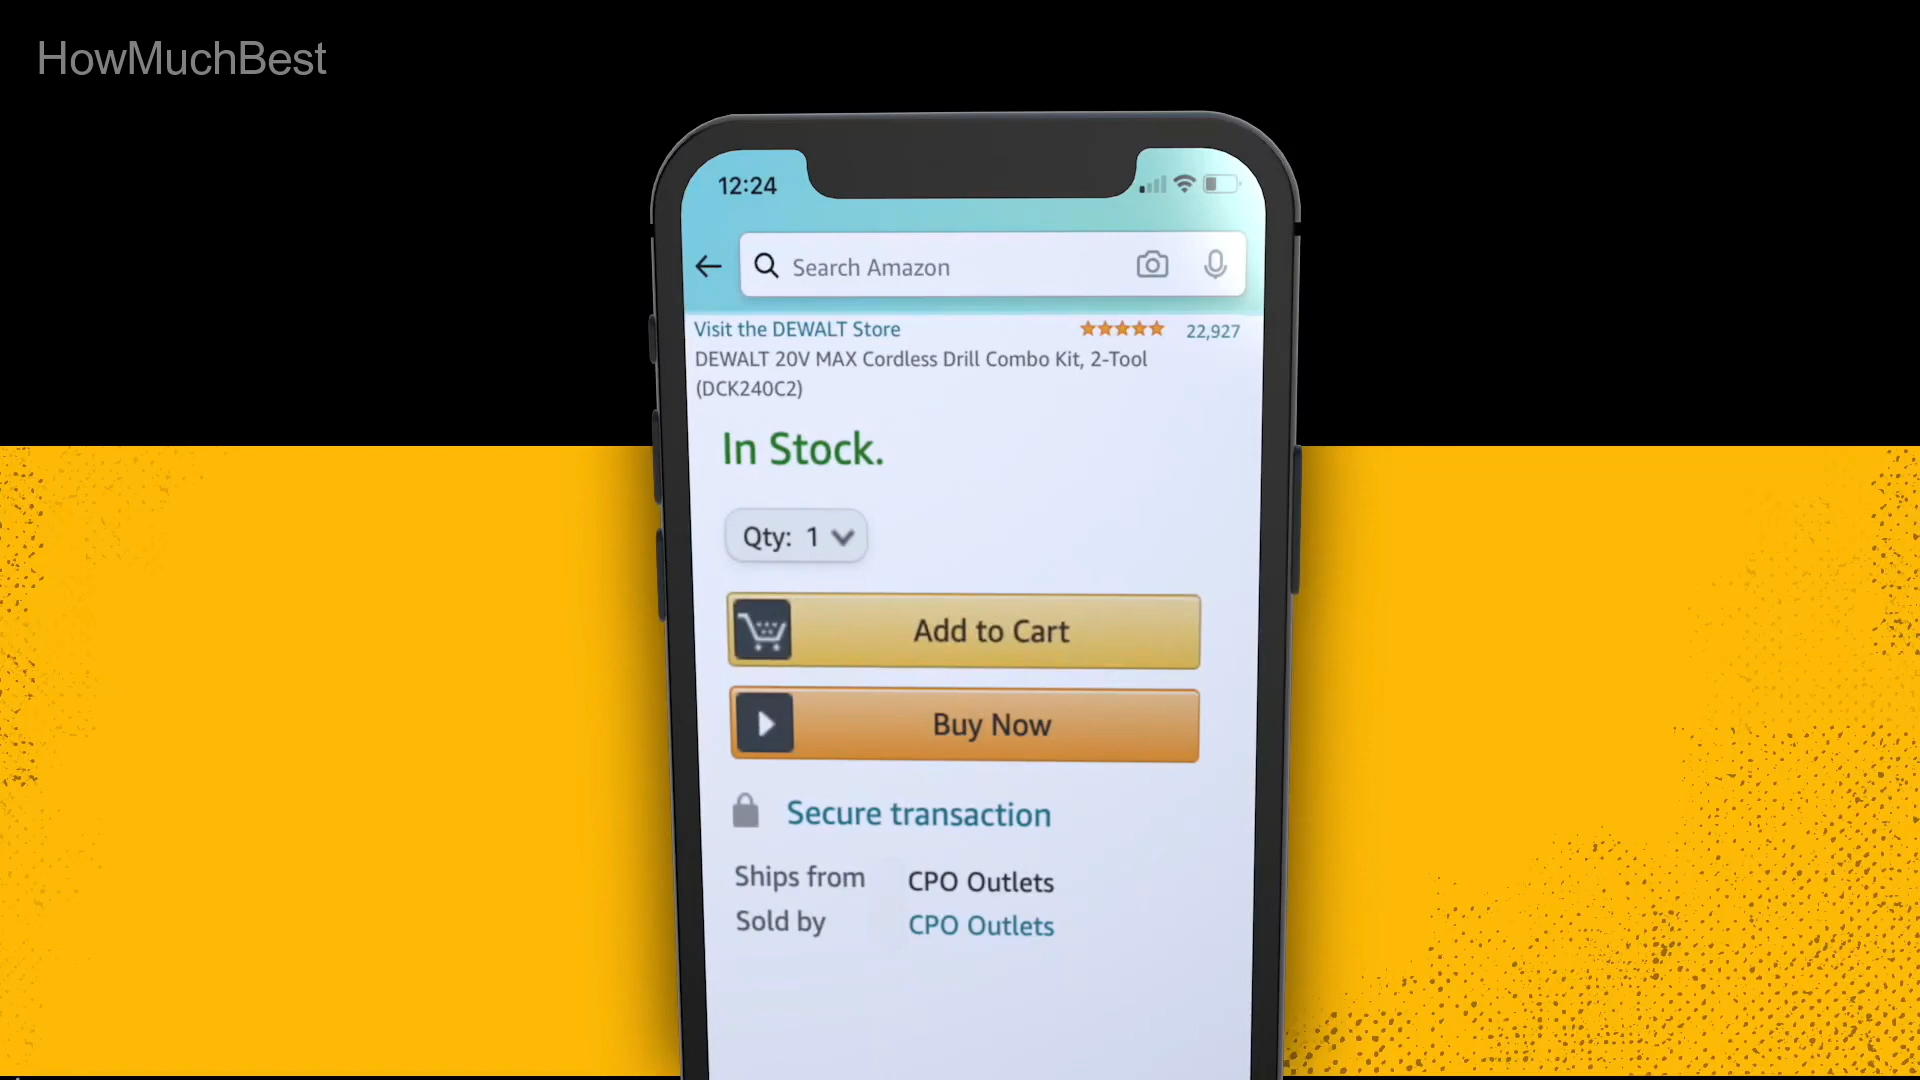 HowMuchBest
12:24
Search Amazon
Visit the DEWALT Store 22,927
DEWALT 20V MAX Cordless Drill Combo Kit, 2-Tool
(DCK240C2)
In Stock.
Qty: 1
Add to Cart
Buy Now
Secure transaction
Ships from CPO Outlets
Sold by CPO Outlets